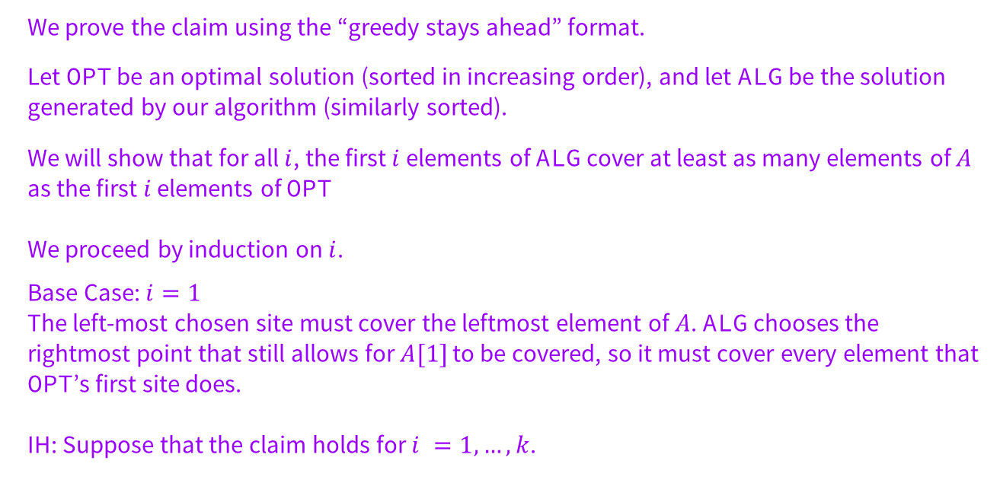 We prove the claim using the “greedy stays ahead” format.
Let OPT be an optimal solution (sorted in increasing order), and let ALG be the solution
generated by our algorithm (similarly sorted).
We will show that for all i, the first i elements of ALG cover at least as many elements of A
as the first i elements of OPT
We proceed by induction on i.
Base Case: i = 1
The left-most chosen site must cover the leftmost element of A. ALG chooses the
rightmost point that still allows for A[1] to be covered, so it must cover every element that
OPT’s first site does.
IH: Suppose that the claim holds for i = 1, … , k.